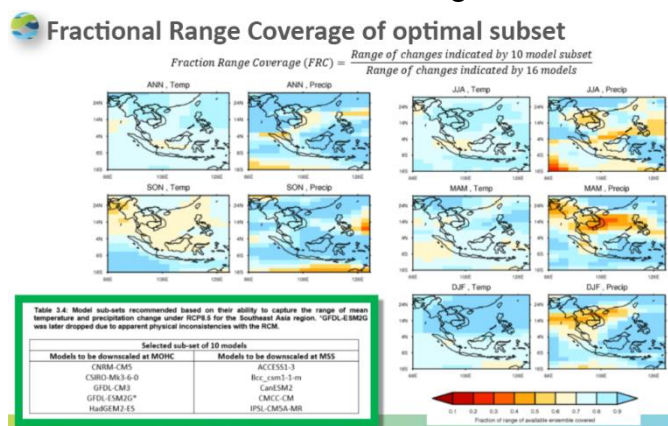 Fractional Range Coverage of optimal subset
Fraction Range Coverage (FRC) = Range of changes indicated by 10 model subset
Range of changes indicated by 16 models
ANN , Temp
ANN , Precip
JJA , Temp
JJA , Precip
SON , Temp
SON , Precip
MAM , Temp
MAM , Precip
DJF , Temp
DJF , Precip
Table 3.4: Model sub-sets recommended based on their ability to capture the range of mean
temperature and precipitation change under RCP8.5 for the Southeast Asia region. *GFDL-ESM2G
was later dropped due to apparent physical inconsistencies with the RCM.
Selected sub-set of 10 models
Models to be downscaled at MOHC Models to be downscaled at MSS
CNRM-CM5 ACCESS1-3
CSIRO-Mk3-6-0 Bcc_csm1-1-m
GFDL-CM3 CanESM2
GFDL-ESM2G* CMCC-CM
HadGEM2-ES IPSL-CM5A-MR
0.1 0.2 0.3 0.4 0.5 0.6 0.7 0.8 0.9
Fraction of range of available ensemble covered